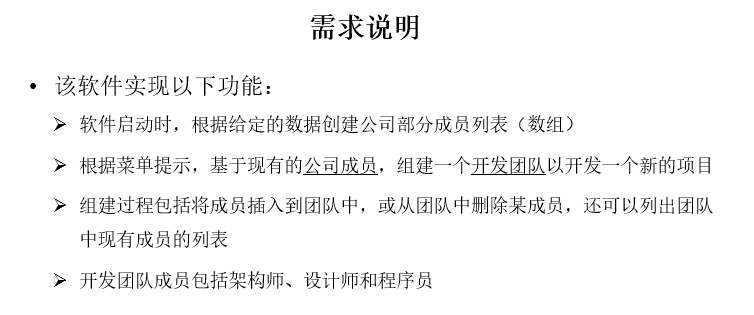 需求说明
• 该软件实现以下功能：
➢ 软件启动时，根据给定的数据创建公司部分成员列表（数组）
➢ 根据菜单提示，基于现有的公司成员，组建一个开发团队以开发一个新的项目
➢ 组建过程包括将成员插入到团队中，或从团队中删除某成员，还可以列出团队
中现有成员的列表
➢ 开发团队成员包括架构师、设计师和程序员